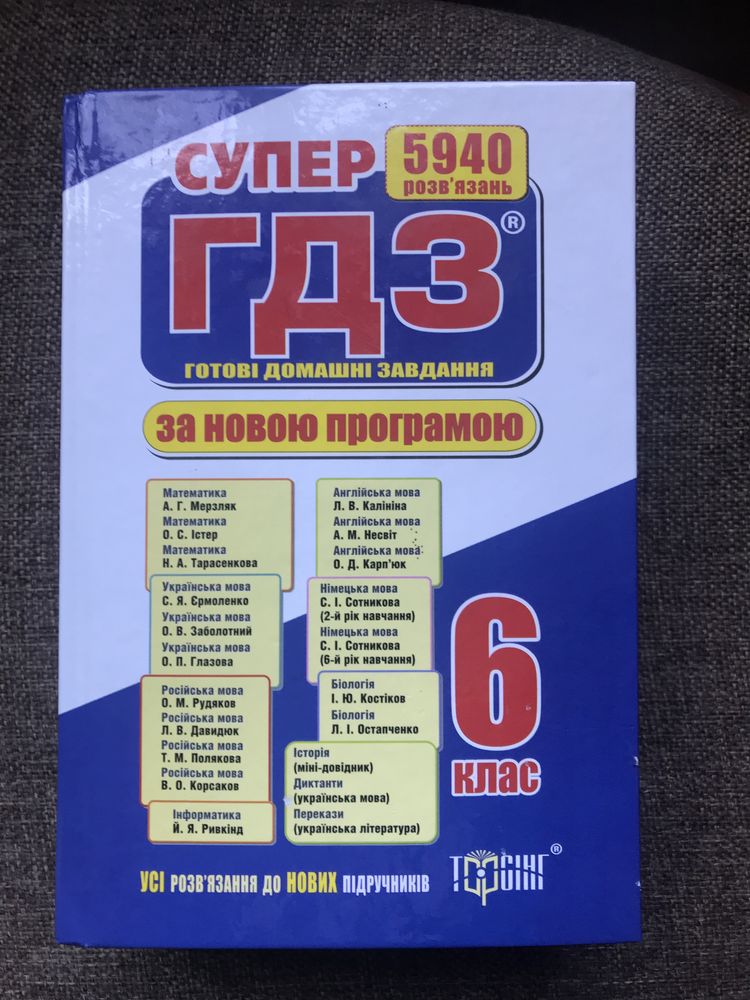 СУПЕР
5940
розв'язань
ГДЗ®
ГОТОВІ ДОМАШНІ ЗАВДАННЯ
за новою програмою
Математика
А. Г. Мерзляк
Математика
О. С. Істер
Математика
Н. А. Тарасенкова
Українська мова
С. Я. Єрмоленко
Українська мова
О. В. Заболотний
Українська мова
О. П. Глазова
Російська мова
О. М. Рудяков
Російська мова
Л. В. Давидюк
Російська мова
Т. М. Полякова
Російська мова
В. О. Корсаков
Інформатика
Й. Я. Ривкінд
Англійська мова
Л. В. Калініна
Англійська мова
А. М. Несвіт
Англійська мова
О. Д. Карп'юк
Німецька мова
С. І. Сотникова
(2-й рік навчання)
Німецька мова
С. І. Сотникова
(6-й рік навчання)
Біологія
І. Ю. Костіков
Біологія
Л. І. Остапченко
Історія
(міні-довідник)
Диктанти
(українська мова)
Перекази
(українська література)
6
клас
УСІ РОЗВ'ЯЗАННЯ ДО НОВИХ ПІДРУЧНИКІВ
ТОРСІНГ®